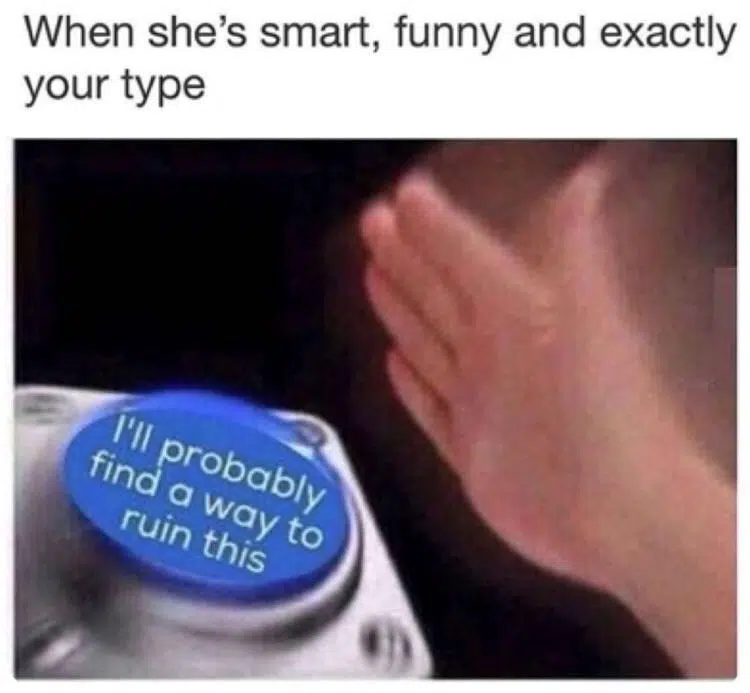 When she's smart, funny and exactly
your type
I'll probably
find a way to
ruin this